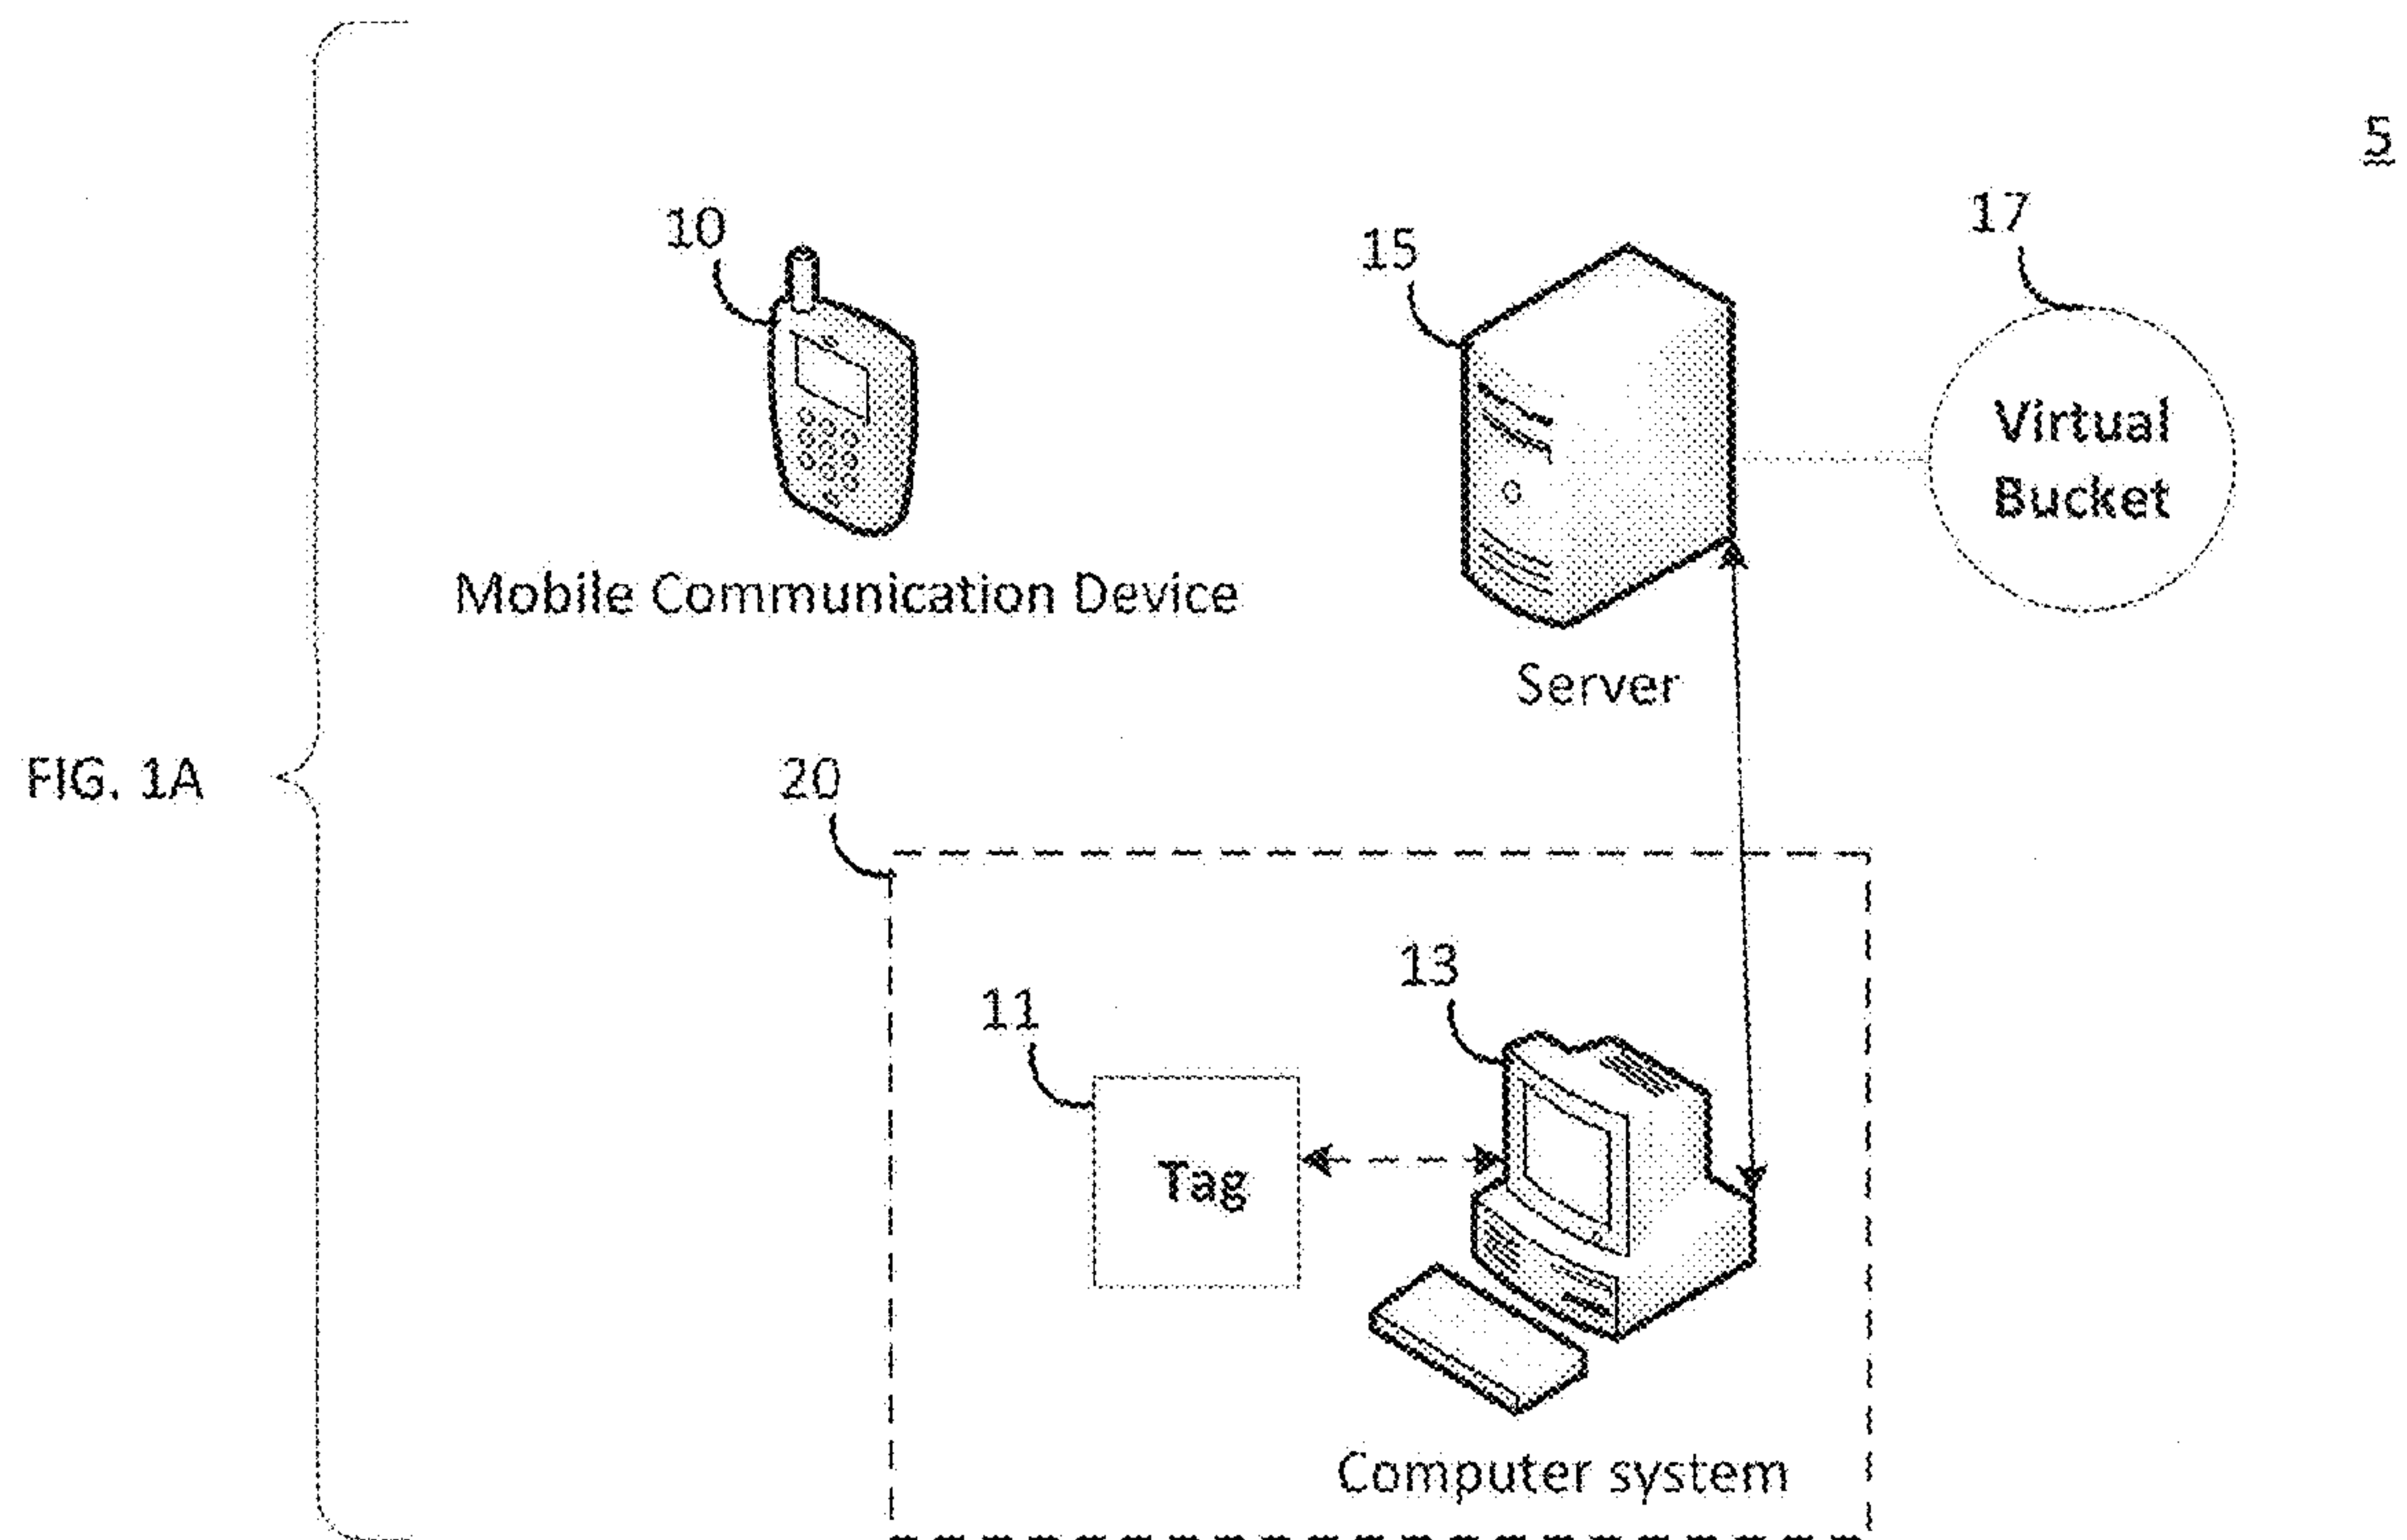 5
10
15
17
Virtual
Bucket
Mobile Communication Device
Server
FIG. 1A
20
13
11
Tag
Computer system